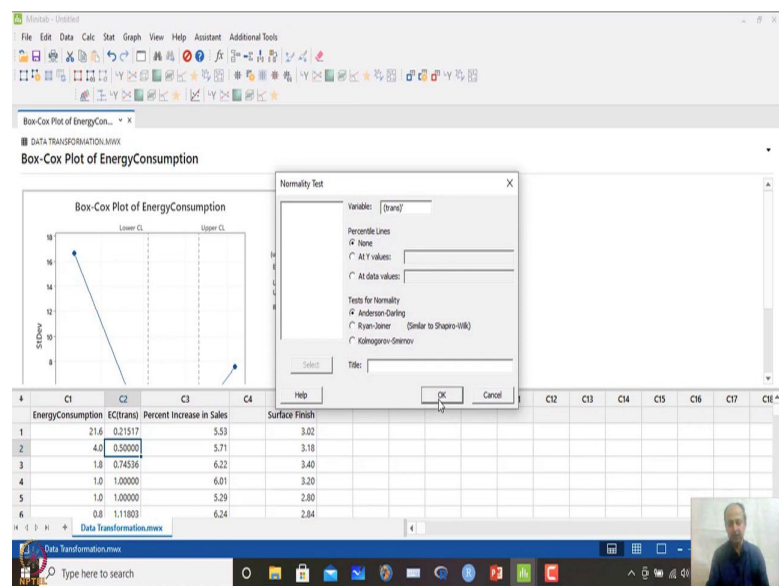 Minitab - Untitled
File Edit Data Calc Stat Graph View Help Assistant Additional Tools
Box-Cox Plot of EnergyCon...
DATA TRANSFORMATION.MWX
Box-Cox Plot of EnergyConsumption
Box-Cox Plot of EnergyConsumption
Lower CL Upper CL
18
16
14
12
10
8
StDev
Normality Test
Variable: (trans)'
Percentile Lines
None
At Y values:
At data values:
Tests for Normality
Anderson-Darling
Ryan-Joiner (Similar to Shapiro-Wilk)
Kolmogorov-Smirnov
Select Title:
Help OK Cancel
C1 C2 C3 C4 C12 C13 C14 C15 C16 C17 C18
EnergyConsumption EC(trans) Percent Increase in Sales Surface Finish
1 21.6 0.21517 5.53 3.02
2 4.0 0.50000 5.71 3.18
3 1.8 0.74536 6.22 3.40
4 1.0 1.00000 6.01 3.20
5 1.0 1.00000 5.29 2.80
6 0.8 1.11803 6.24 2.84
Data Transformation.mwx
Data Transformation.mwx
Type here to search
NPTEL